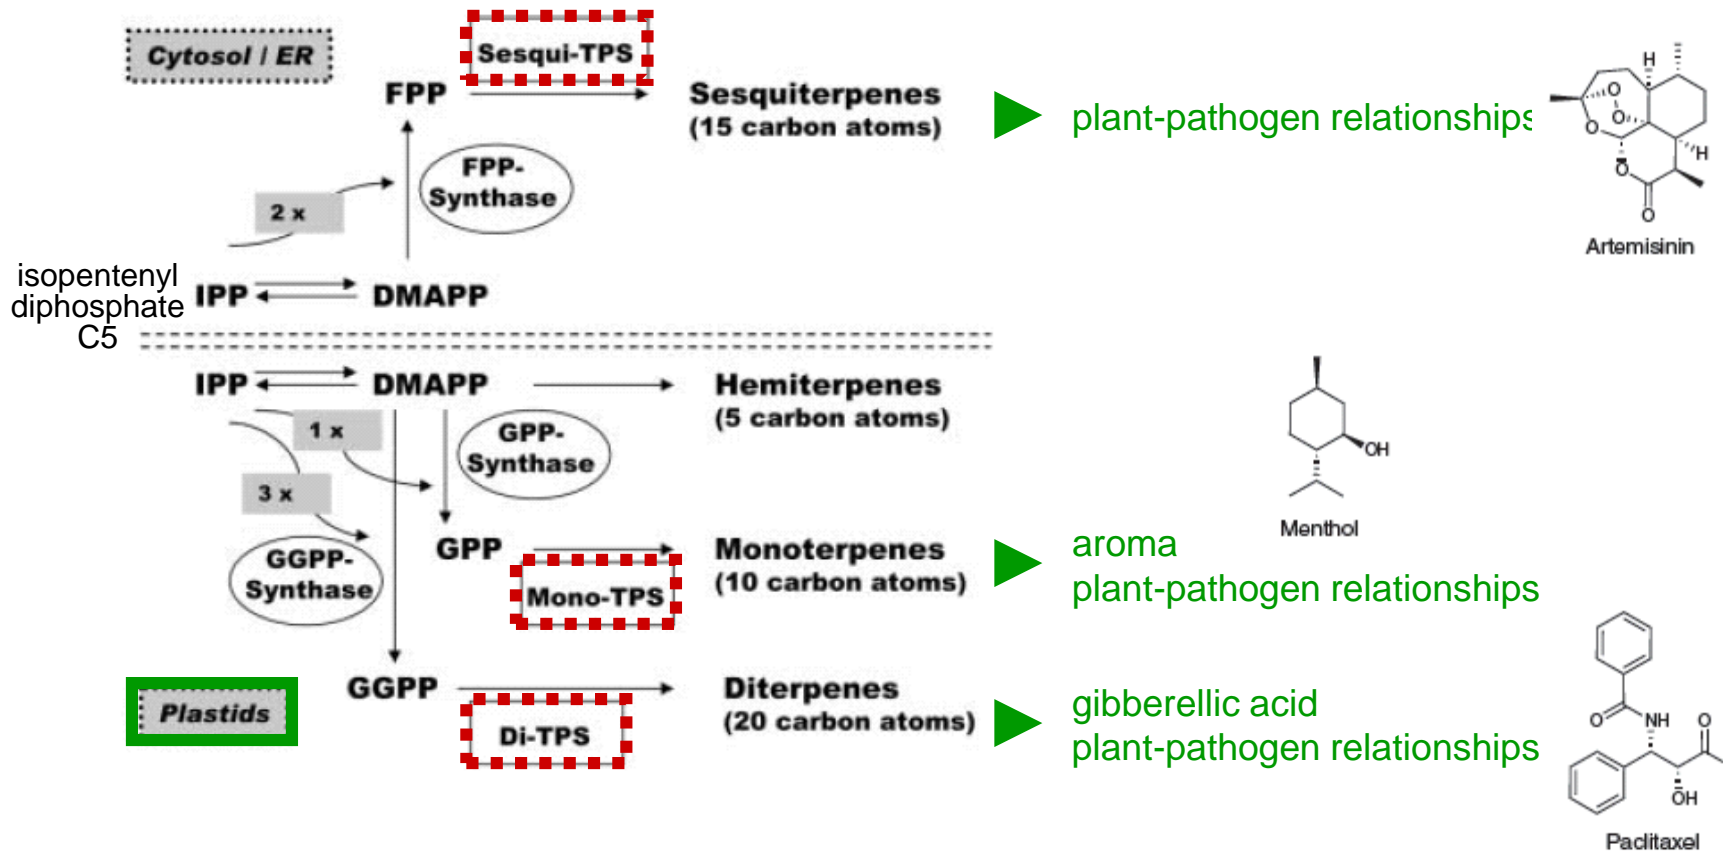 Cytosol / ER
Sesqui-TPS
FPP
Sesquiterpenes
(15 carbon atoms)
plant-pathogen relationships
FPP-
Synthase
2 x
H
O
O
O
H
O
O
Artemisinin
isopentenyl
diphosphate
C5
IPP
DMAPP
IPP
DMAPP
Hemiterpenes
(5 carbon atoms)
1 x
GPP-
Synthase
3 x
OH
Menthol
GGPP-
Synthase
GPP
Mono-TPS
Monoterpenes
(10 carbon atoms)
aroma
plant-pathogen relationships
Plastids
GGPP
Di-TPS
Diterpenes
(20 carbon atoms)
gibberellic acid
plant-pathogen relationships
O
NH
O
OH
Paclitaxel